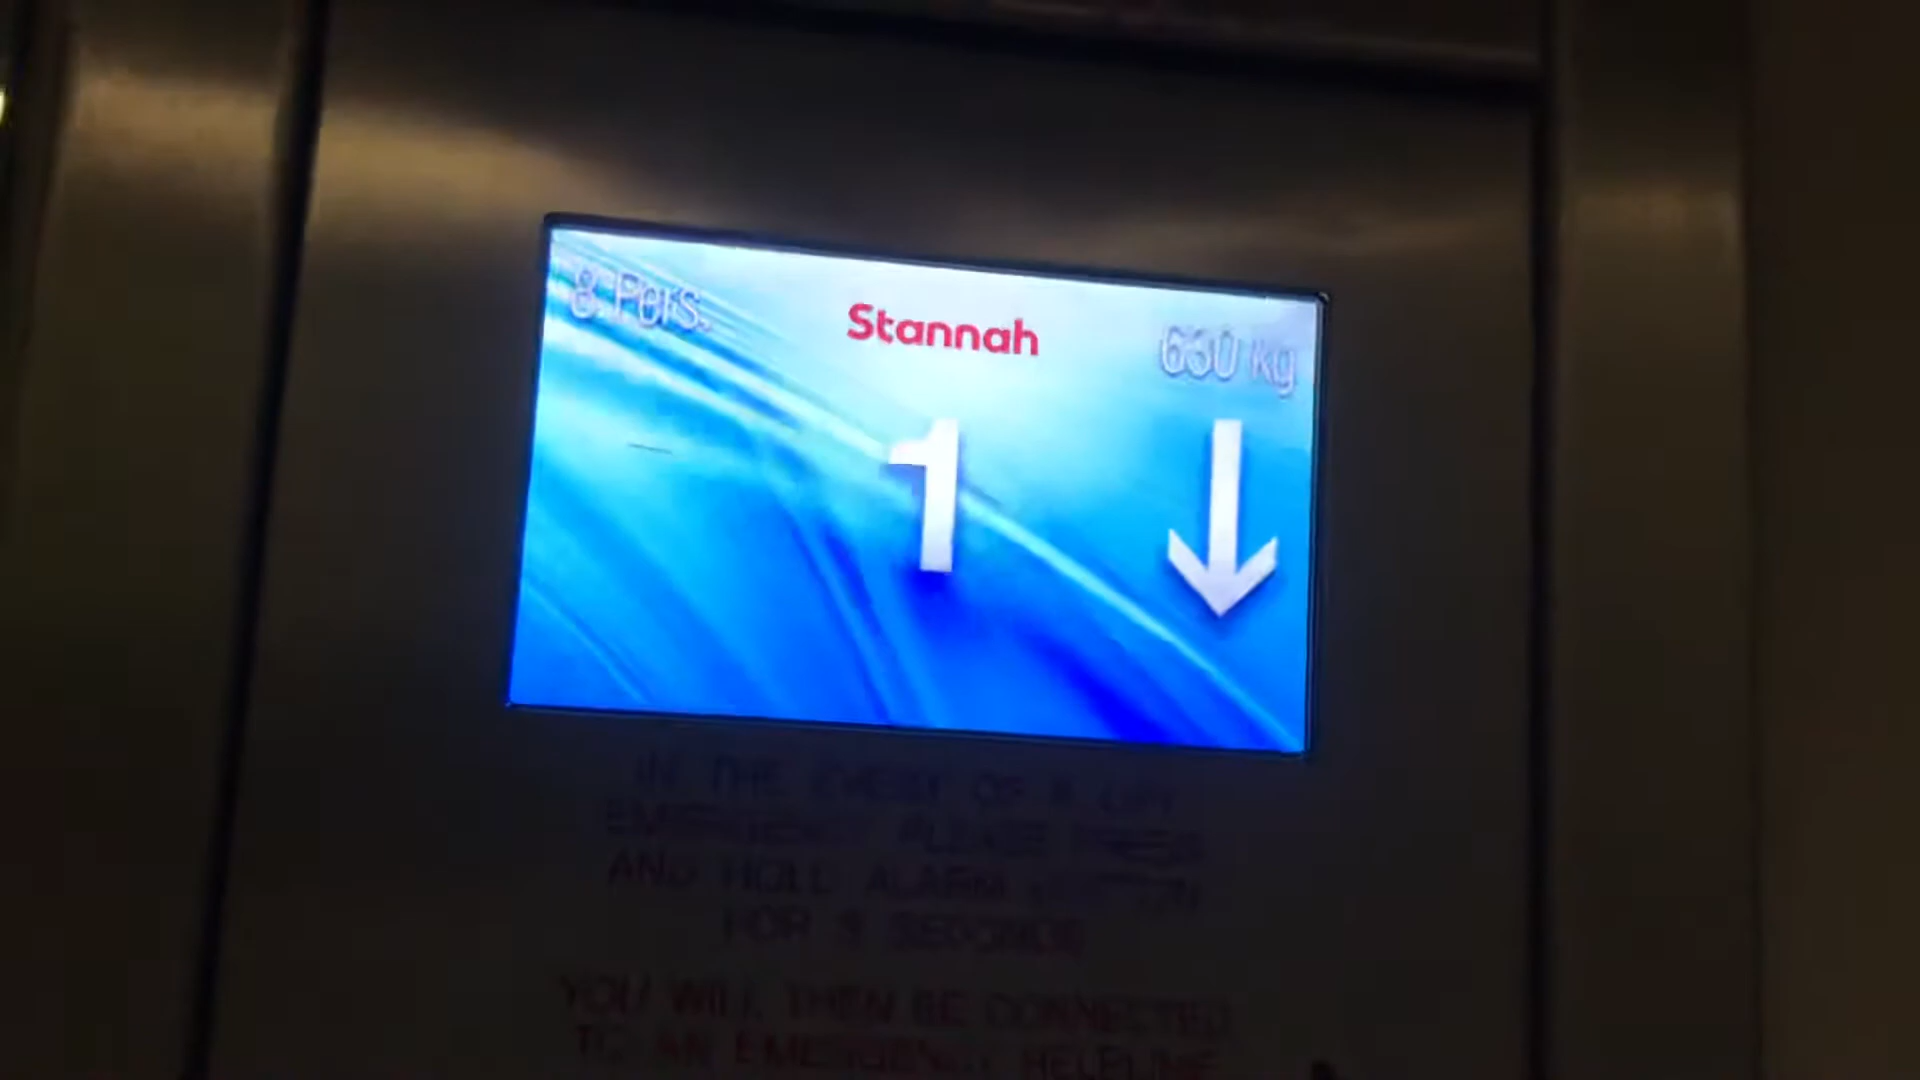 8 Pers.
Stannah
630 kg
1
IN THE EVENT OF A LIFT
EMERGENCY PLEASE PRESS
AND HOLD ALARM BUTTON
FOR SECONDS
YOU WILL THEN BE CONNECTED
TO AN EMERGENCY HELPLINE